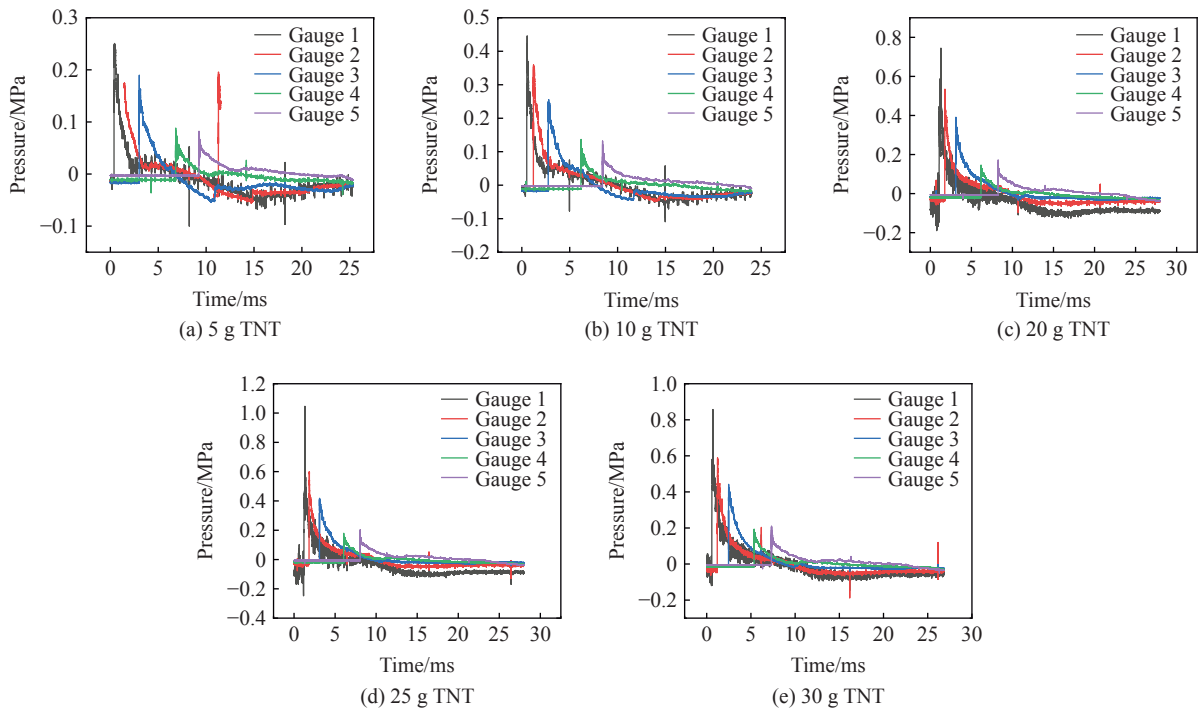 0.3
0.2
0.1
0
−0.1
Pressure/MPa
Gauge 1
Gauge 2
Gauge 3
Gauge 4
Gauge 5
0 5 10 15 20 25
Time/ms
(a) 5 g TNT
0.5
0.4
0.3
0.2
0.1
0
−0.1
0.2
Pressure/MPa
Gauge 1
Gauge 2
Gauge 3
Gauge 4
Gauge 5
0 5 10 15 20 25
Time/ms
(b) 10 g TNT
0.8
0.6
0.4
0.2
0
−0.2
Pressure/MPa
Gauge 1
Gauge 2
Gauge 3
Gauge 4
Gauge 5
0 5 10 15 20 25 30
Time/ms
(c) 20 g TNT
1.2
1.0
0.8
0.6
0.4
0.2
0
−0.2
−0.4
Pressure/MPa
Gauge 1
Gauge 2
Gauge 3
Gauge 4
Gauge 5
0 5 10 15 20 25 30
Time/ms
(d) 25 g TNT
1.0
0.8
0.6
0.4
0.2
0
−0.2
Pressure/MPa
Gauge 1
Gauge 2
Gauge 3
Gauge 4
Gauge 5
0 5 10 15 20 25 30
Time/ms
(e) 30 g TNT